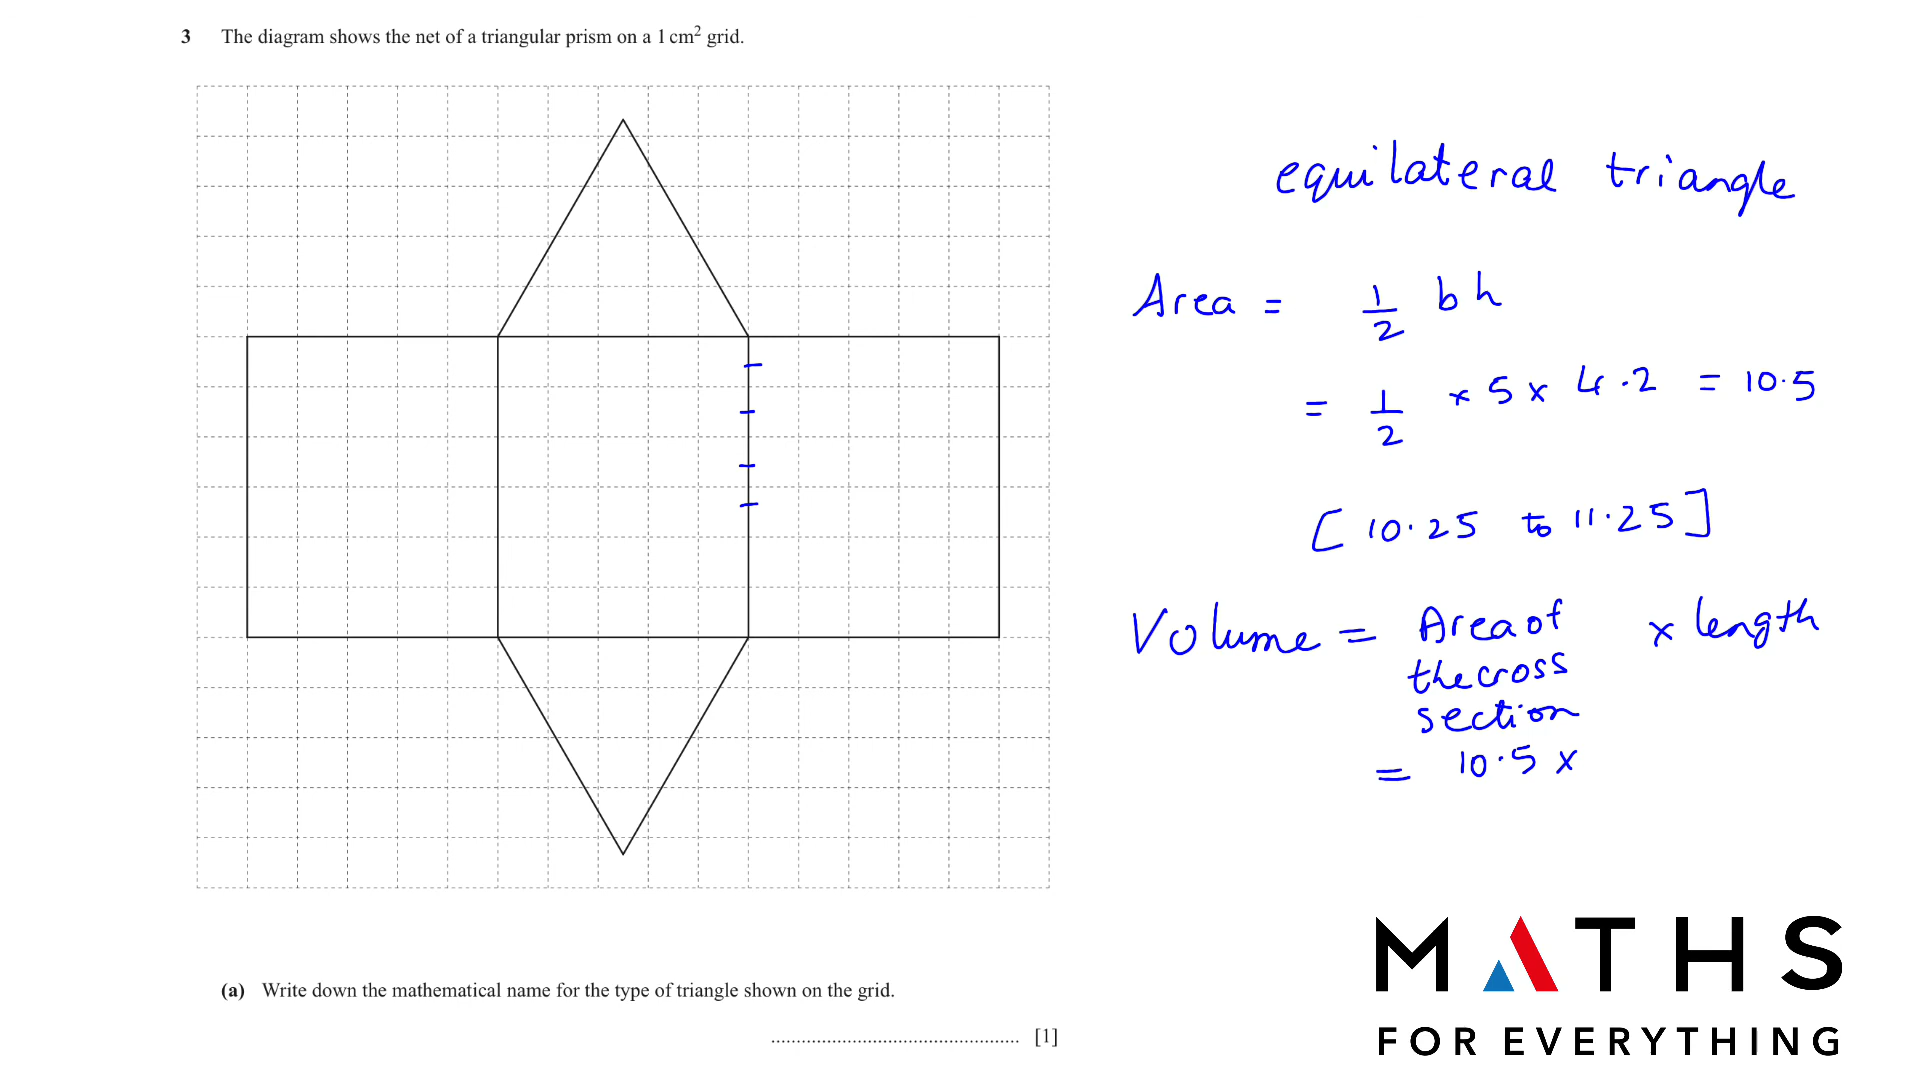 3 The diagram shows the net of a triangular prism on a 1 cm² grid.
equilateral triangle
Area = 1/2 bh
= 1/2 × 5 × 4.2 = 10.5
[10.25 to 11.25]
Volume = Area of the cross section × length
= 10.5 ×
(a) Write down the mathematical name for the type of triangle shown on the grid.
................................................. [1]
MATHS
FOR EVERYTHING